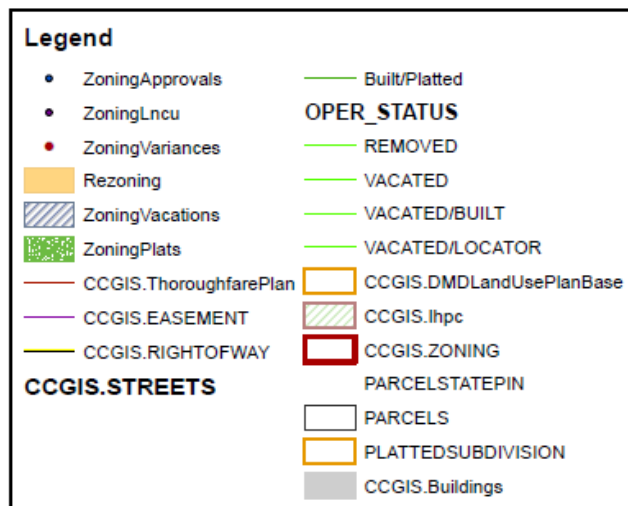 Legend
ZoningApprovals
ZoningLncu
ZoningVariances
Rezoning
ZoningVacations
ZoningPlats
CCGIS.ThoroughfarePlan
CCGIS.EASEMENT
CCGIS.RIGHTOFWAY
CCGIS.STREETS
Built/Platted
OPER_STATUS
REMOVED
VACATED
VACATED/BUILT
VACATED/LOCATOR
CCGIS.DMDLandUsePlanBase
CCGIS.Ihpc
CCGIS.ZONING
PARCELSTATEPIN
PARCELS
PLATTEDSUBDIVISION
CCGIS.Buildings